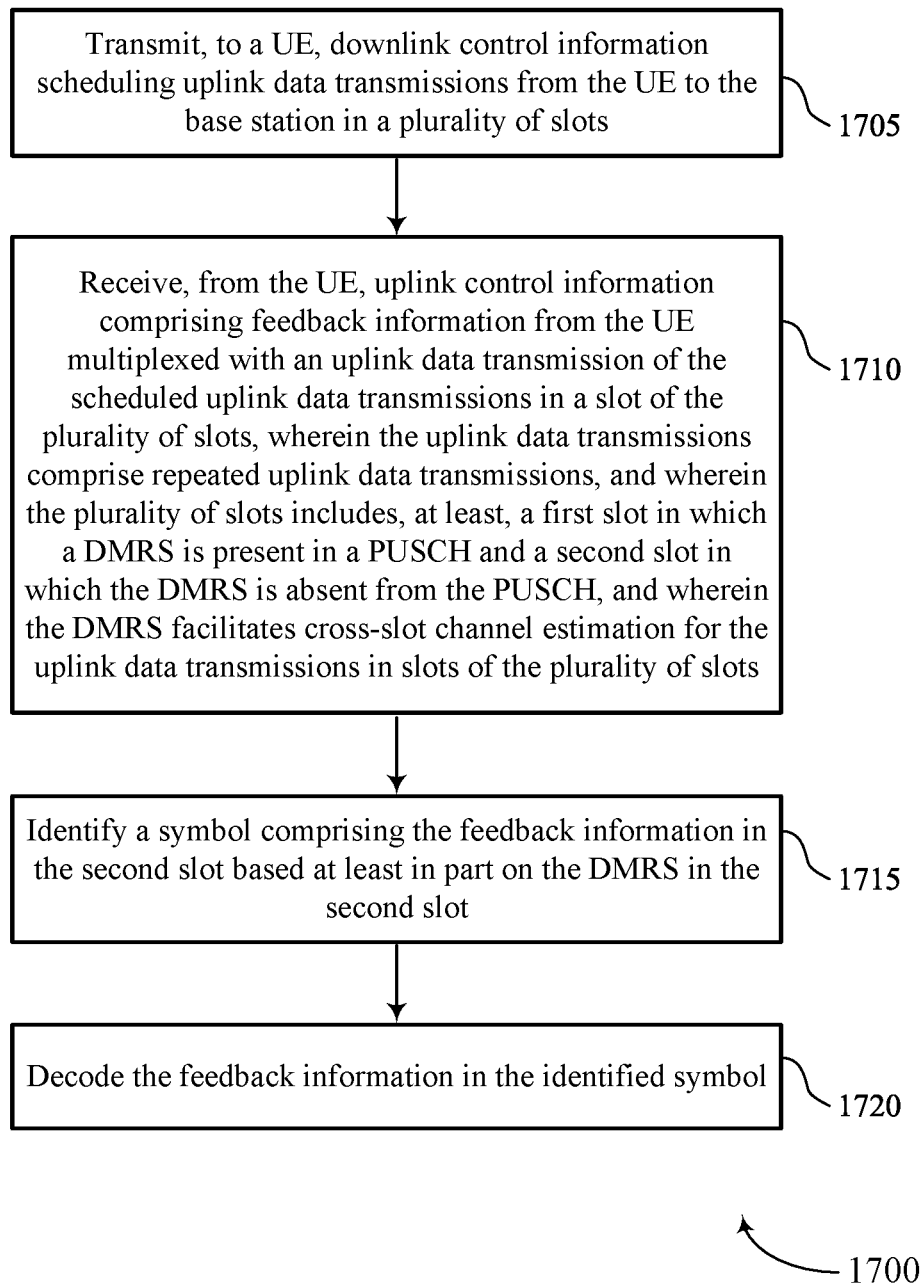 Transmit, to a UE, downlink control information
scheduling uplink data transmissions from the UE to the
base station in a plurality of slots
1705
Receive, from the UE, uplink control information
comprising feedback information from the UE
multiplexed with an uplink data transmission of the
scheduled uplink data transmissions in a slot of the
plurality of slots, wherein the uplink data transmissions
comprise repeated uplink data transmissions, and wherein
the plurality of slots includes, at least, a first slot in which
a DMRS is present in a PUSCH and a second slot in
which the DMRS is absent from the PUSCH, and wherein
the DMRS facilitates cross-slot channel estimation for the
uplink data transmissions in slots of the plurality of slots
1710
Identify a symbol comprising the feedback information in
the second slot based at least in part on the DMRS in the
second slot
1715
Decode the feedback information in the identified symbol
1720
1700